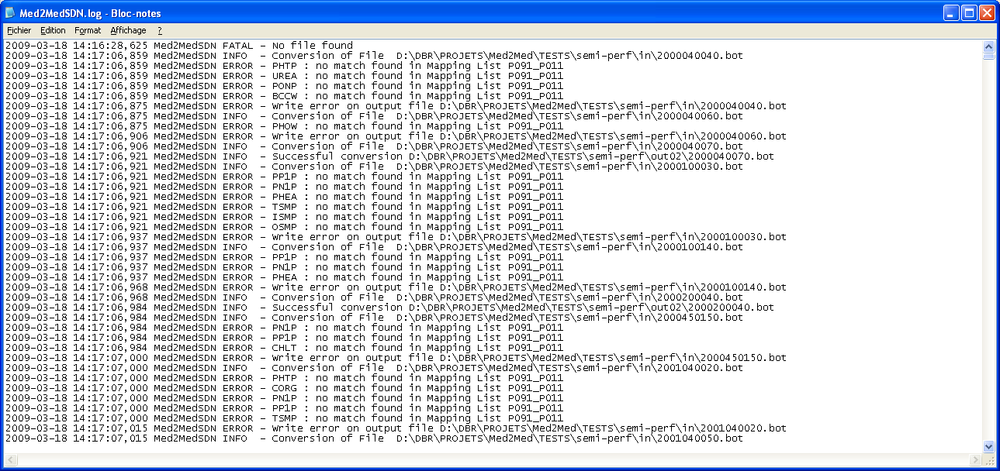 Med2MedSDN.log - Bloc-notes
Fichier Edition Format Affichage ?
2009-03-18 14:16:28,625 Med2MedSDN FATAL - No file found
2009-03-18 14:17:06,859 Med2MedSDN INFO  - Conversion of File  D:\DBR\PROJETS\Med2Med\TESTS\semi-perf\in\2000040040.bot
2009-03-18 14:17:06,859 Med2MedSDN ERROR - PHTP : no match found in Mapping List P091_P011
2009-03-18 14:17:06,859 Med2MedSDN ERROR - UREA : no match found in Mapping List P091_P011
2009-03-18 14:17:06,859 Med2MedSDN ERROR - PONP : no match found in Mapping List P091_P011
2009-03-18 14:17:06,859 Med2MedSDN ERROR - BCCW : no match found in Mapping List P091_P011
2009-03-18 14:17:06,875 Med2MedSDN ERROR - Write error on output file D:\DBR\PROJETS\Med2Med\TESTS\semi-perf\in\2000040040.bot
2009-03-18 14:17:06,875 Med2MedSDN INFO  - Conversion of File  D:\DBR\PROJETS\Med2Med\TESTS\semi-perf\in\2000040060.bot
2009-03-18 14:17:06,875 Med2MedSDN ERROR - PHOW : no match found in Mapping List P091_P011
2009-03-18 14:17:06,906 Med2MedSDN ERROR - Write error on output file D:\DBR\PROJETS\Med2Med\TESTS\semi-perf\in\2000040060.bot
2009-03-18 14:17:06,906 Med2MedSDN INFO  - Conversion of File  D:\DBR\PROJETS\Med2Med\TESTS\semi-perf\in\2000040070.bot
2009-03-18 14:17:06,921 Med2MedSDN INFO  - Successful conversion D:\DBR\PROJETS\Med2Med\TESTS\semi-perf\out02\2000040070.bot
2009-03-18 14:17:06,921 Med2MedSDN INFO  - Conversion of File  D:\DBR\PROJETS\Med2Med\TESTS\semi-perf\in\2000100030.bot
2009-03-18 14:17:06,921 Med2MedSDN ERROR - PP1P : no match found in Mapping List P091_P011
2009-03-18 14:17:06,921 Med2MedSDN ERROR - PN1P : no match found in Mapping List P091_P011
2009-03-18 14:17:06,921 Med2MedSDN ERROR - PHEA : no match found in Mapping List P091_P011
2009-03-18 14:17:06,921 Med2MedSDN ERROR - TSMP : no match found in Mapping List P091_P011
2009-03-18 14:17:06,921 Med2MedSDN ERROR - ISMP : no match found in Mapping List P091_P011
2009-03-18 14:17:06,921 Med2MedSDN ERROR - OSMP : no match found in Mapping List P091_P011
2009-03-18 14:17:06,937 Med2MedSDN ERROR - Write error on output file D:\DBR\PROJETS\Med2Med\TESTS\semi-perf\in\2000100030.bot
2009-03-18 14:17:06,937 Med2MedSDN INFO  - Conversion of File  D:\DBR\PROJETS\Med2Med\TESTS\semi-perf\in\2000100140.bot
2009-03-18 14:17:06,937 Med2MedSDN ERROR - PP1P : no match found in Mapping List P091_P011
2009-03-18 14:17:06,937 Med2MedSDN ERROR - PN1P : no match found in Mapping List P091_P011
2009-03-18 14:17:06,937 Med2MedSDN ERROR - PHEA : no match found in Mapping List P091_P011
2009-03-18 14:17:06,968 Med2MedSDN ERROR - Write error on output file D:\DBR\PROJETS\Med2Med\TESTS\semi-perf\in\2000100140.bot
2009-03-18 14:17:06,968 Med2MedSDN INFO  - Conversion of File  D:\DBR\PROJETS\Med2Med\TESTS\semi-perf\in\2000200040.bot
2009-03-18 14:17:06,984 Med2MedSDN INFO  - Successful conversion D:\DBR\PROJETS\Med2Med\TESTS\semi-perf\out02\2000200040.bot
2009-03-18 14:17:06,984 Med2MedSDN INFO  - Conversion of File  D:\DBR\PROJETS\Med2Med\TESTS\semi-perf\in\2000450150.bot
2009-03-18 14:17:06,984 Med2MedSDN ERROR - PN1P : no match found in Mapping List P091_P011
2009-03-18 14:17:06,984 Med2MedSDN ERROR - PP1P : no match found in Mapping List P091_P011
2009-03-18 14:17:06,984 Med2MedSDN ERROR - CHLT : no match found in Mapping List P091_P011
2009-03-18 14:17:07,000 Med2MedSDN ERROR - Write error on output file D:\DBR\PROJETS\Med2Med\TESTS\semi-perf\in\2000450150.bot
2009-03-18 14:17:07,000 Med2MedSDN INFO  - Conversion of File  D:\DBR\PROJETS\Med2Med\TESTS\semi-perf\in\2001040020.bot
2009-03-18 14:17:07,000 Med2MedSDN ERROR - PHTP : no match found in Mapping List P091_P011
2009-03-18 14:17:07,000 Med2MedSDN ERROR - CORG : no match found in Mapping List P091_P011
2009-03-18 14:17:07,000 Med2MedSDN ERROR - PN1P : no match found in Mapping List P091_P011
2009-03-18 14:17:07,000 Med2MedSDN ERROR - PP1P : no match found in Mapping List P091_P011
2009-03-18 14:17:07,000 Med2MedSDN ERROR - TSMP : no match found in Mapping List P091_P011
2009-03-18 14:17:07,015 Med2MedSDN ERROR - Write error on output file D:\DBR\PROJETS\Med2Med\TESTS\semi-perf\in\2001040020.bot
2009-03-18 14:17:07,015 Med2MedSDN INFO  - Conversion of File  D:\DBR\PROJETS\Med2Med\TESTS\semi-perf\in\2001040050.bot